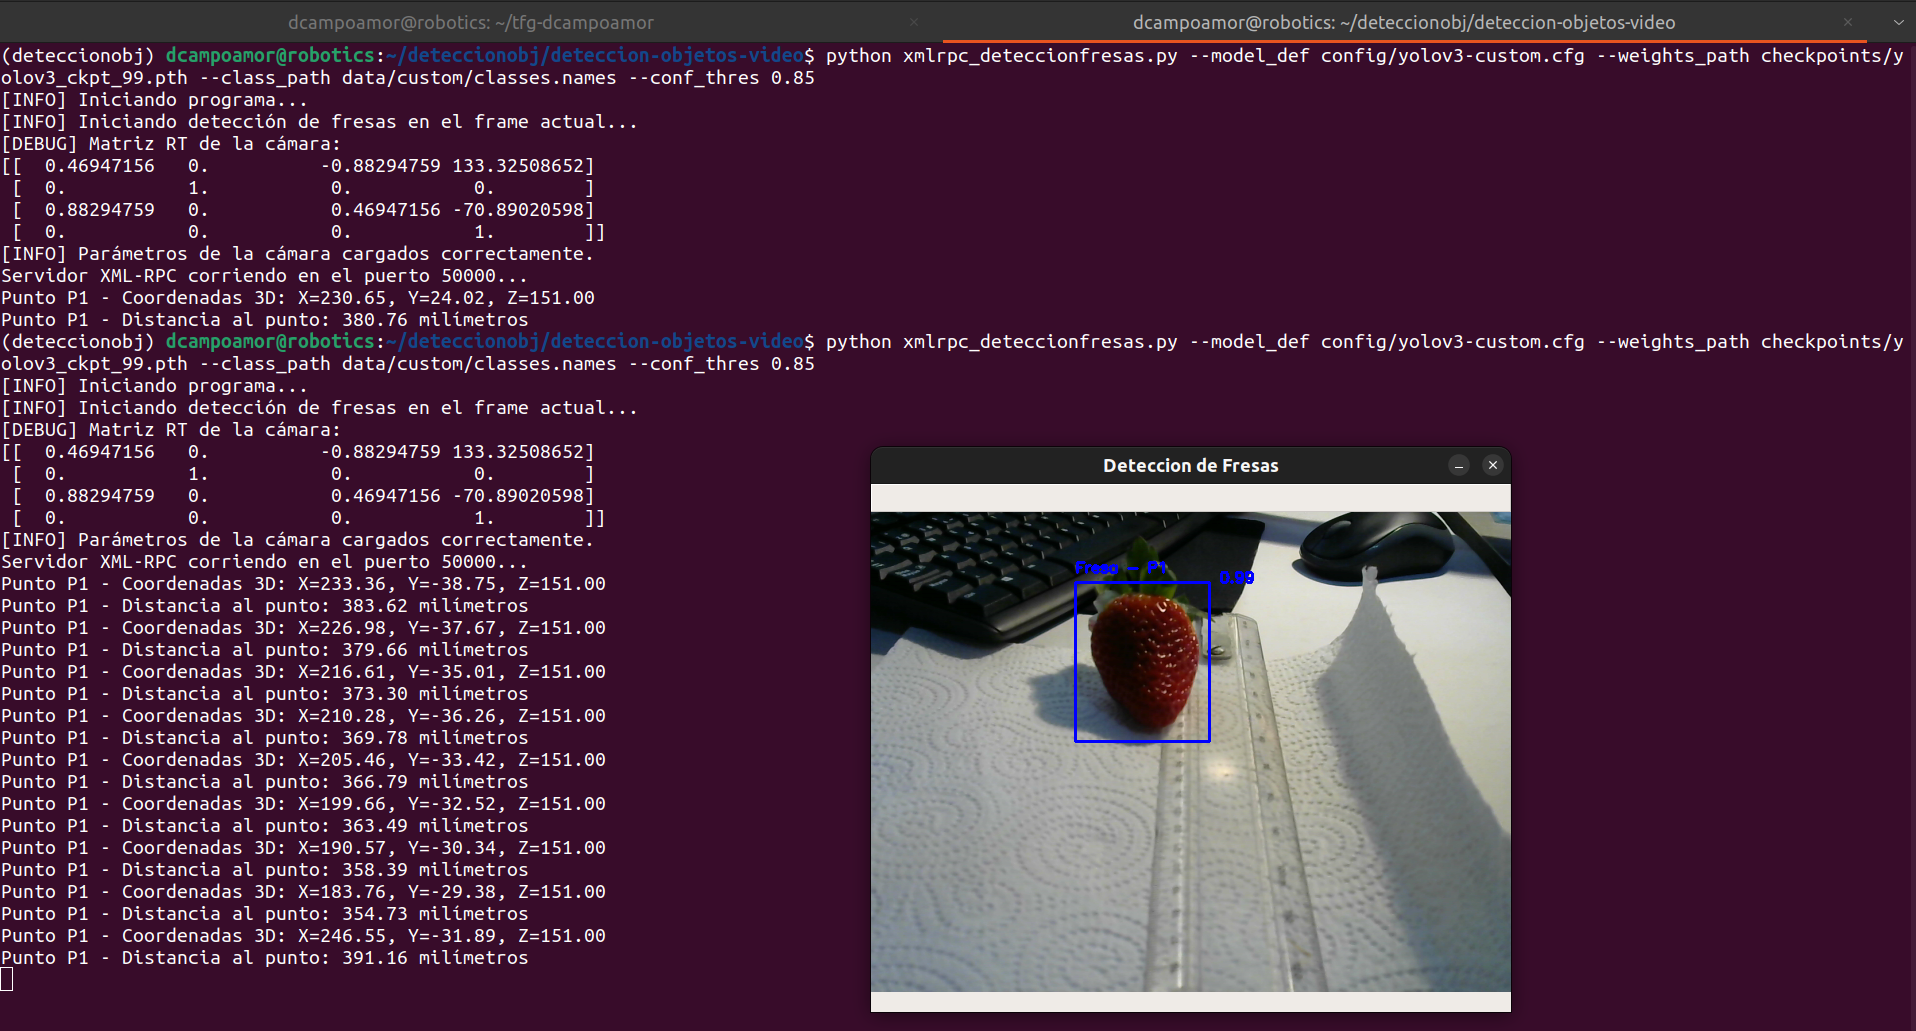 dcampoamor@robotics: ~/tfg-dcampoamor
dcampoamor@robotics: ~/deteccionobj/deteccion-objetos-video
(deteccionobj) dcampoamor@robotics:~/deteccionobj/deteccion-objetos-video$ python xmlrpc_deteccionfresas.py --model_def config/yolov3-custom.cfg --weights_path checkpoints/y
olov3_ckpt_99.pth --class_path data/custom/classes.names --conf_thres 0.85
[INFO] Iniciando programa...
[INFO] Iniciando detección de fresas en el frame actual...
[DEBUG] Matriz RT de la cámara:
[[  0.46947156   0.          -0.88294759 133.32508652]
 [  0.           1.           0.           0.        ]
 [  0.88294759   0.           0.46947156 -70.89020598]
 [  0.           0.           0.           1.        ]]
[INFO] Parámetros de la cámara cargados correctamente.
Servidor XML-RPC corriendo en el puerto 50000...
Punto P1 - Coordenadas 3D: X=230.65, Y=24.02, Z=151.00
Punto P1 - Distancia al punto: 380.76 milímetros
(deteccionobj) dcampoamor@robotics:~/deteccionobj/deteccion-objetos-video$ python xmlrpc_deteccionfresas.py --model_def config/yolov3-custom.cfg --weights_path checkpoints/y
olov3_ckpt_99.pth --class_path data/custom/classes.names --conf_thres 0.85
[INFO] Iniciando programa...
[INFO] Iniciando detección de fresas en el frame actual...
[DEBUG] Matriz RT de la cámara:
[[  0.46947156   0.          -0.88294759 133.32508652]
 [  0.           1.           0.           0.        ]
 [  0.88294759   0.           0.46947156 -70.89020598]
 [  0.           0.           0.           1.        ]]
[INFO] Parámetros de la cámara cargados correctamente.
Servidor XML-RPC corriendo en el puerto 50000...
Punto P1 - Coordenadas 3D: X=233.36, Y=-38.75, Z=151.00
Punto P1 - Distancia al punto: 383.62 milímetros
Punto P1 - Coordenadas 3D: X=226.98, Y=-37.67, Z=151.00
Punto P1 - Distancia al punto: 379.66 milímetros
Punto P1 - Coordenadas 3D: X=216.61, Y=-35.01, Z=151.00
Punto P1 - Distancia al punto: 373.30 milímetros
Punto P1 - Coordenadas 3D: X=210.28, Y=-36.26, Z=151.00
Punto P1 - Distancia al punto: 369.78 milímetros
Punto P1 - Coordenadas 3D: X=205.46, Y=-33.42, Z=151.00
Punto P1 - Distancia al punto: 366.79 milímetros
Punto P1 - Coordenadas 3D: X=199.66, Y=-32.52, Z=151.00
Punto P1 - Distancia al punto: 363.49 milímetros
Punto P1 - Coordenadas 3D: X=190.57, Y=-30.34, Z=151.00
Punto P1 - Distancia al punto: 358.39 milímetros
Punto P1 - Coordenadas 3D: X=183.76, Y=-29.38, Z=151.00
Punto P1 - Distancia al punto: 354.73 milímetros
Punto P1 - Coordenadas 3D: X=246.55, Y=-31.89, Z=151.00
Punto P1 - Distancia al punto: 391.16 milímetros
Deteccion de Fresas
Fresa - P1
0.99